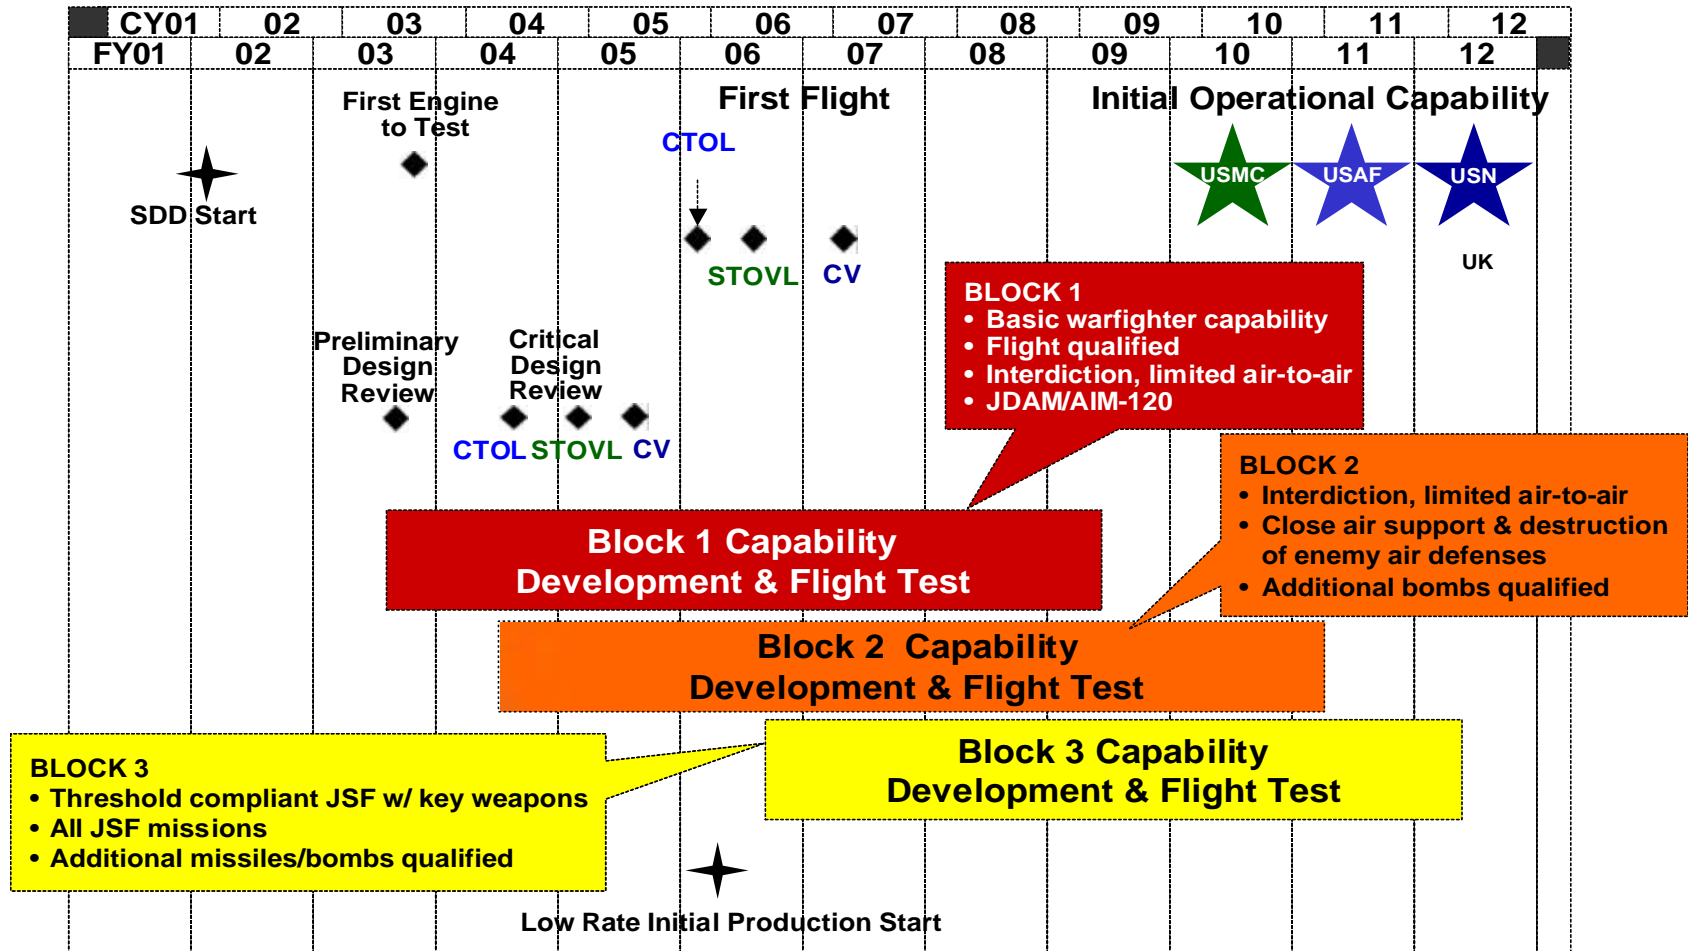 CY01 02 03 04 05 06 07 08 09 10 11 12
FY01 02 03 04 05 06 07 08 09 10 11 12
First Engine
to Test
First Flight
Initial Operational Capability
CTOL
USMC USAF USN
SDD Start
STOVL CV
UK
BLOCK 1
• Basic warfighter capability
• Flight qualified
• Interdiction, limited air-to-air
• JDAM/AIM-120
Preliminary
Design
Review
Critical
Design
Review
CTOL STOVL CV
BLOCK 2
• Interdiction, limited air-to-air
• Close air support & destruction
of enemy air defenses
• Additional bombs qualified
Block 1 Capability
Development & Flight Test
Block 2 Capability
Development & Flight Test
Block 3 Capability
Development & Flight Test
BLOCK 3
• Threshold compliant JSF w/ key weapons
• All JSF missions
• Additional missiles/bombs qualified
Low Rate Initial Production Start